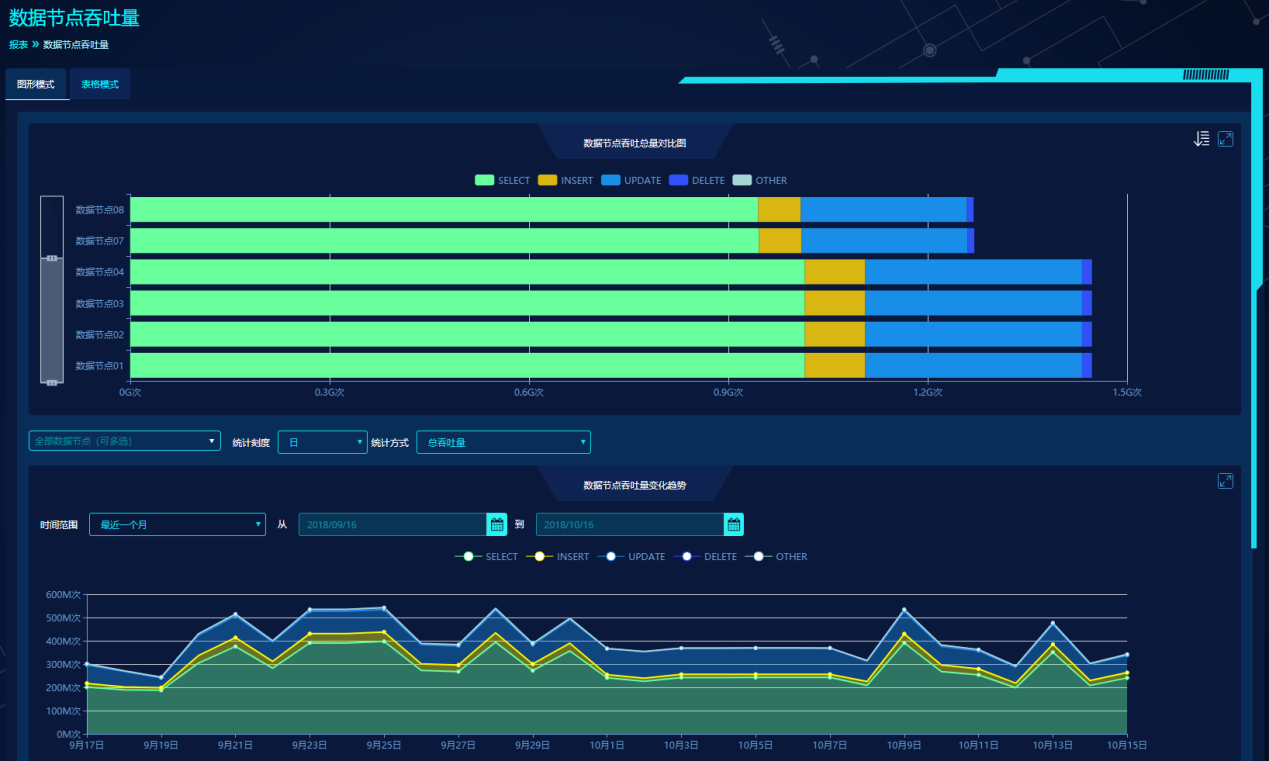 数据节点吞吐量
报表 » 数据节点吞吐量
图形模式 表格模式
数据节点吞吐总量对比图
SELECT INSERT UPDATE DELETE OTHER
数据节点08
数据节点07
数据节点04
数据节点03
数据节点02
数据节点01
0G次 0.3G次 0.6G次 0.9G次 1.2G次 1.5G次
全部数据节点（可多选） 统计刻度 日 统计方式 总吞吐量
数据节点吞吐量变化趋势
时间范围 最近一个月 从 2018/09/16 到 2018/10/16
SELECT INSERT UPDATE DELETE OTHER
600M次
500M次
400M次
300M次
200M次
100M次
0M次
9月17日 9月19日 9月21日 9月23日 9月25日 9月27日 9月29日 10月1日 10月3日 10月5日 10月7日 10月9日 10月11日 10月13日 10月15日